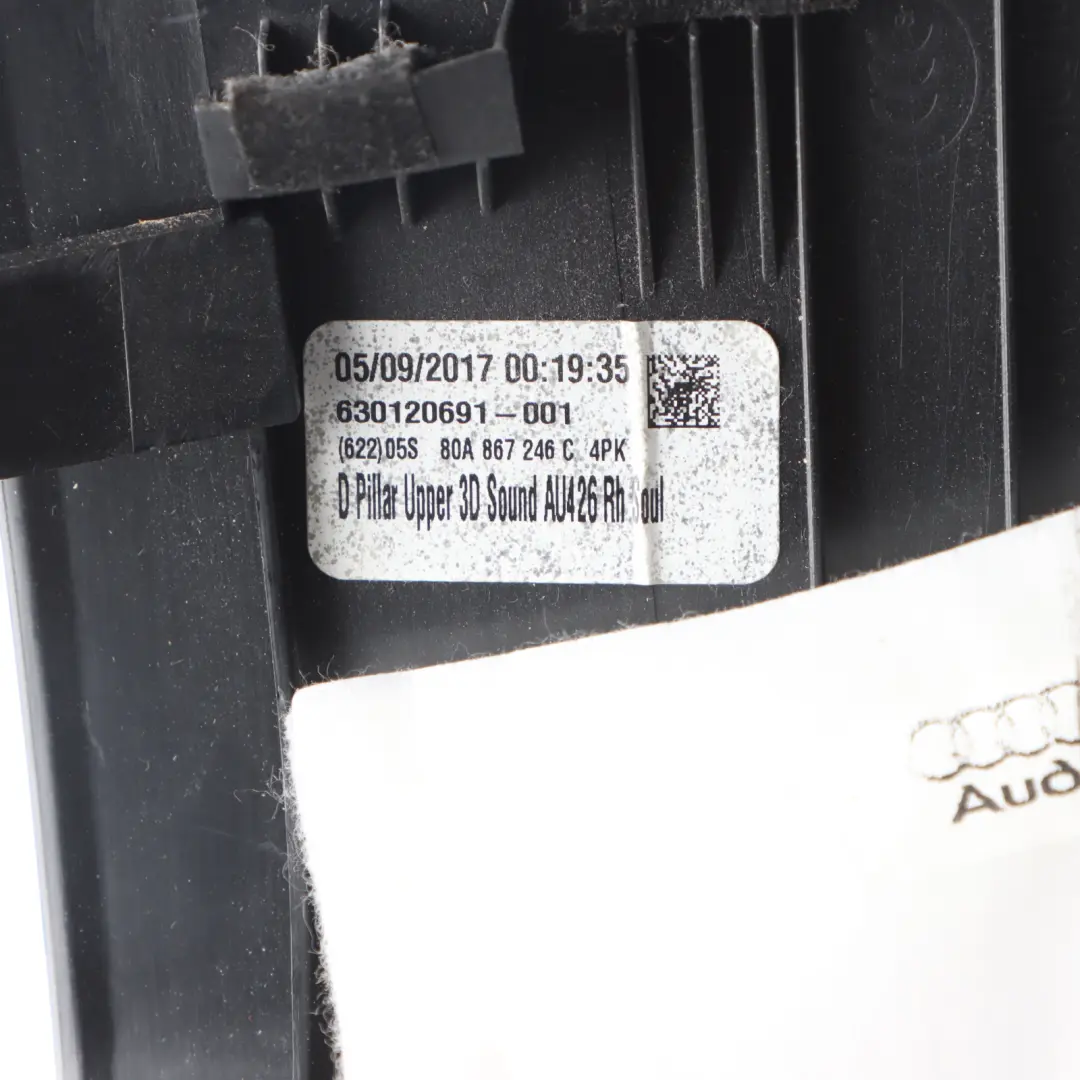 05/09/2017 00:19:35
630120691-001
(622)05S 80A 867 246 C 4PK
D Pillar Upper 3D Sound AU426 Rh oul
Aud